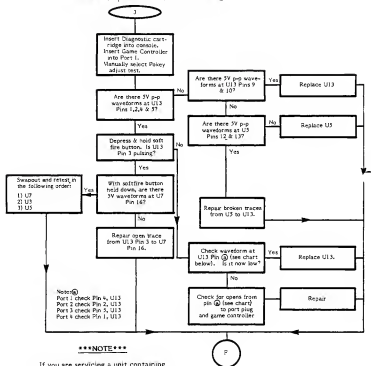 J
Insert Diagnostic cart-
ridge into console.
Insert Game Controller
into Port 1.
Manually select Pokey
adjust test.
Are there 5V p-p
waveforms at U13
Pins 1,2,4 & 5?
No
Yes
Are there 5V p-p wave-
forms at U13 Pins 9
& 10?
Yes
Replace U13
No
Are there 5V p-p
waveforms at U5
Pins 12 & 13?
No
Replace U5
Yes
Repair broken traces
from U5 to U13.
Depress & hold soft
fire button. Is U13
Pin 3 pulsing?
No
Yes
With softfire button
held down, are there
5V waveforms at U7
Pin 16?
Yes
No
Swapout and retest in
the following order:
1) U7
2) U3
3) U5
Repair open trace
from U13 Pin 3 to U7
Pin 16.
Check waveform at
U13 Pin ⓐ (see chart
below). Is it now low?
Yes
Replace U13.
No
Check for opens from
pin ⓐ (see chart)
to port plug
and game controller
Repair
Note: ⓐ
Port 1 check Pin 4, U13
Port 2 check Pin 2, U13
Port 3 check Pin 5, U13
Port 4 check Pin 1, U13
F
***NOTE***
If you are servicing a unit containing